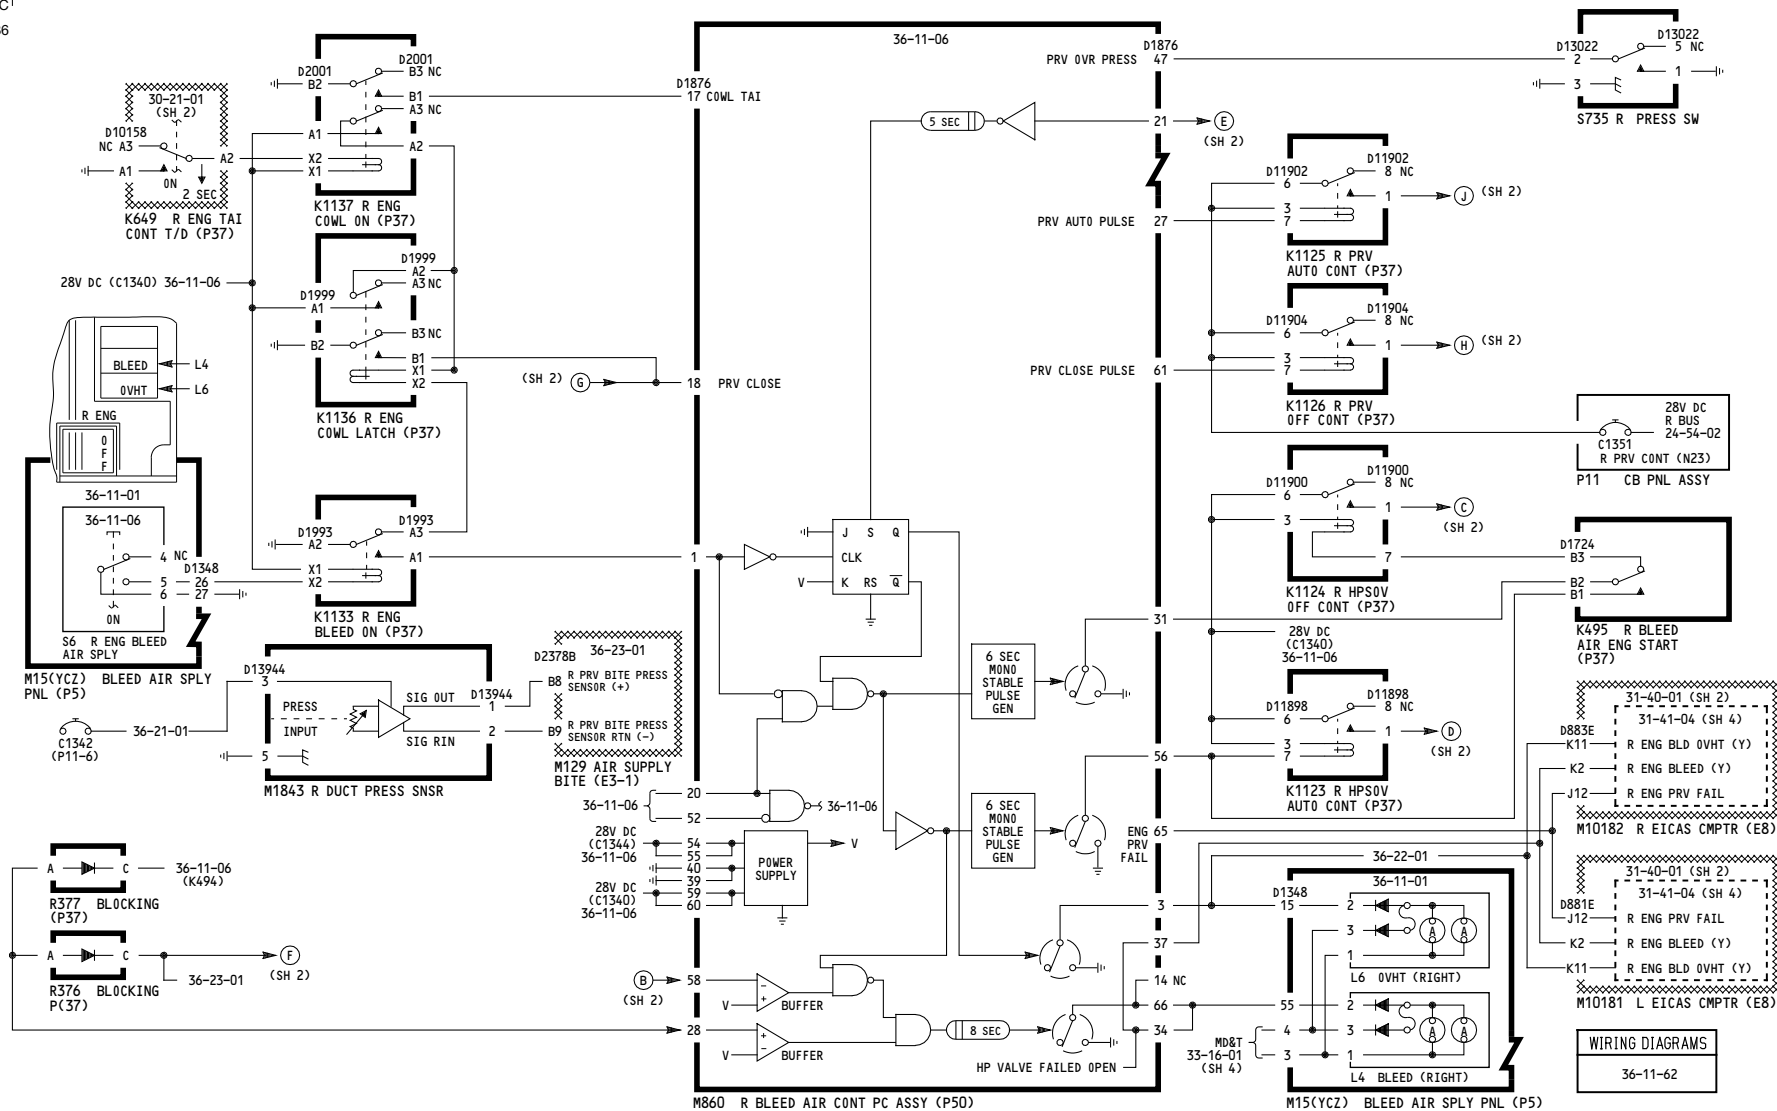 36-11-06
D1876
PRV OVR PRESS 47
D13022
2
D13022
5 NC
1
3
S735 R PRESS SW
30-21-01
(SH 2)
D10158
NC A3
A2
A1
ON
2 SEC
K649 R ENG TAI
CONT T/D (P37)
D2001
B2
D2001
B3 NC
B1
A3 NC
A1
A2
X2
X1
K1137 R ENG
COWL ON (P37)
D1876
17 COWL TAI
5 SEC
21
E
(SH 2)
D11902
6
D11902
8 NC
1
J
(SH 2)
3
7
PRV AUTO PULSE 27
K1125 R PRV
AUTO CONT (P37)
28V DC (C1340) 36-11-06
D1999
A2
A3 NC
D1999
A1
B3 NC
B2
B1
X1
X2
K1136 R ENG
COWL LATCH (P37)
(SH 2)
G
18 PRV CLOSE
D11904
6
D11904
8 NC
1
H
(SH 2)
3
7
PRV CLOSE PULSE 61
K1126 R PRV
OFF CONT (P37)
28V DC
R BUS
24-54-02
C1351
R PRV CONT (N23)
P11 CB PNL ASSY
BLEED
L4
OVHT
L6
R ENG
O
F
F
36-11-01
36-11-06
4 NC
D1348
5 26
6 27
ON
S6 R ENG BLEED
AIR SPLY
M15(YCZ) BLEED AIR SPLY
PNL (P5)
D1993
A2
D1993
A3
A1
X1
X2
K1133 R ENG
BLEED ON (P37)
1
J S Q
CLK
V
K RS Q
D11900
6
D11900
8 NC
1
C
(SH 2)
3
7
K1124 R HPSOV
OFF CONT (P37)
D1724
B3
B2
B1
K495 R BLEED
AIR ENG START
(P37)
31
28V DC
(C1340)
36-11-06
D13944
3
PRESS
INPUT
SIG OUT
SIG RIN
D13944
1
2
5
M1843 R DUCT PRESS SNSR
C1342
(P11-6)
36-21-01
D2378B
36-23-01
B8
R PRV BITE PRESS
SENSOR (+)
B9
R PRV BITE PRESS
SENSOR RTN (-)
M129 AIR SUPPLY
BITE (E3-1)
6 SEC
MONO
STABLE
PULSE
GEN
D11898
6
D11898
8 NC
1
D
(SH 2)
3
7
56
K1123 R HPSOV
AUTO CONT (P37)
31-40-01 (SH 2)
31-41-04 (SH 4)
D883E
K11 R ENG BLD OVHT (Y)
K2 R ENG BLEED (Y)
J12 R ENG PRV FAIL
M10182 R EICAS CMPTR (E8)
36-11-06
20
52
36-11-06
6 SEC
MONO
STABLE
PULSE
GEN
ENG
PRV
FAIL
65
28V DC
(C1344)
36-11-06
54
55
40
39
28V DC
(C1340)
36-11-06
59
60
POWER
SUPPLY
V
36-22-01
31-40-01 (SH 2)
31-41-04 (SH 4)
D881E
J12 R ENG PRV FAIL
K2 R ENG BLEED (Y)
K11 R ENG BLD OVHT (Y)
M10181 L EICAS CMPTR (E8)
A C
36-11-06
(K494)
R377 BLOCKING
(P37)
A C
F
(SH 2)
36-23-01
R376 BLOCKING
P(37)
3
D1348
15
36-11-01
2
3
1
A A
L6 OVHT (RIGHT)
37
14 NC
66
34
B
(SH 2)
58
-
+
V
BUFFER
28
+
-
V
BUFFER
8 SEC
HP VALVE FAILED OPEN
55
2
3
1
A A
L4 BLEED (RIGHT)
MD&T
33-16-01
(SH 4)
4
3
M860 R BLEED AIR CONT PC ASSY (P50)
M15(YCZ) BLEED AIR SPLY PNL (P5)
WIRING DIAGRAMS
36-11-62